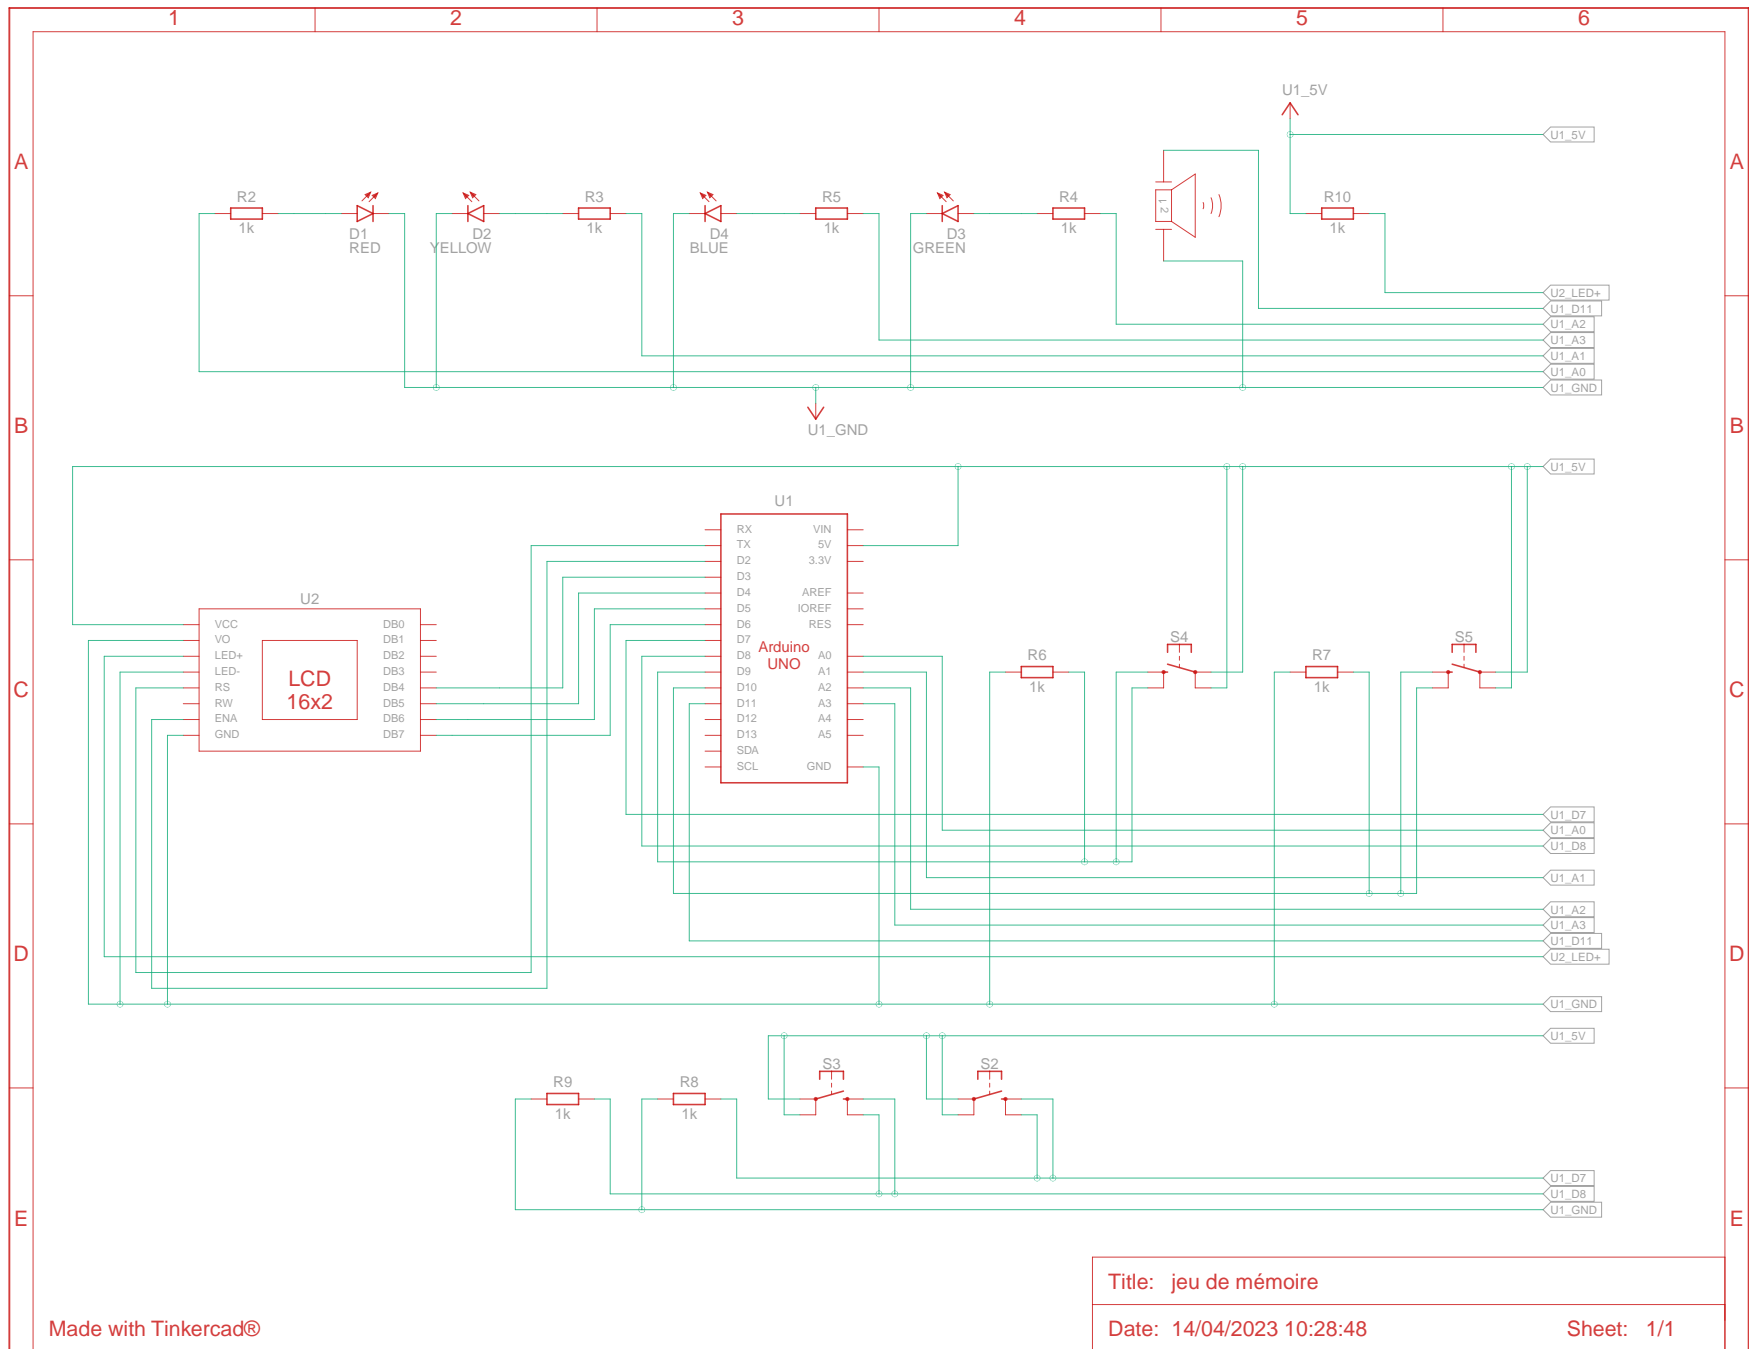 1 2 3 4 5 6
U1_5V
U1_5V
A A
R2 R3 R5 R4 R10
1k 1k 1k 1k 1k
D1 D2 D4 D3
RED YELLOW BLUE GREEN
1 2
U2_LED+
U1_D11
U1_A2
U1_A3
U1_A1
U1_A0
U1_GND
B B
U1_GND
U1_5V
U1
RX VIN
TX 5V
D2 3.3V
D3
D4 AREF
D5 IOREF
D6 RES
D7
D8 A0
D9 A1
D10 A2
D11 A3
D12 A4
D13 A5
SDA
SCL GND
Arduino
UNO
U2
VCC DB0
VO DB1
LED+ DB2
LED- DB3
RS DB4
RW DB5
ENA DB6
GND DB7
LCD
16x2
S4 S5
R6 R7
1k 1k
C C
U1_D7
U1_A0
U1_D8
U1_A1
U1_A2
U1_A3
U1_D11
U2_LED+
D D
U1_GND
U1_5V
S3 S2
R9 R8
1k 1k
U1_D7
U1_D8
U1_GND
E E
Title: jeu de mémoire
Made with Tinkercad®
Date: 14/04/2023 10:28:48 Sheet: 1/1